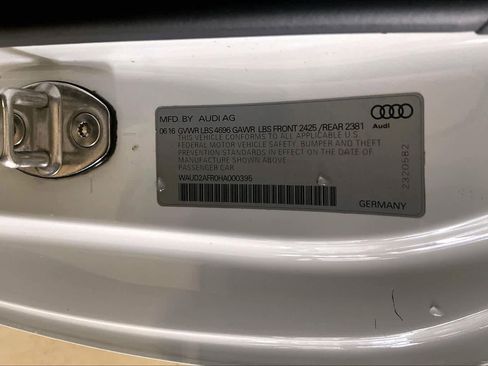 MFD. BY AUDI AG
0616 GVWR LBS 4696 GAWR LBS FRONT 2425 /REAR 2381
THIS VEHICLE CONFORMS TO ALL APPLICABLE U.S.
FEDERAL MOTOR VEHICLE SAFETY, BUMPER AND THEFT
PREVENTION STANDARDS IN EFFECT ON THE DATE OF
MANUFACTURE SHOWN ABOVE.
PASSENGER CAR
WAUD2AFR0HA000395
GERMANY
Audi
2320582